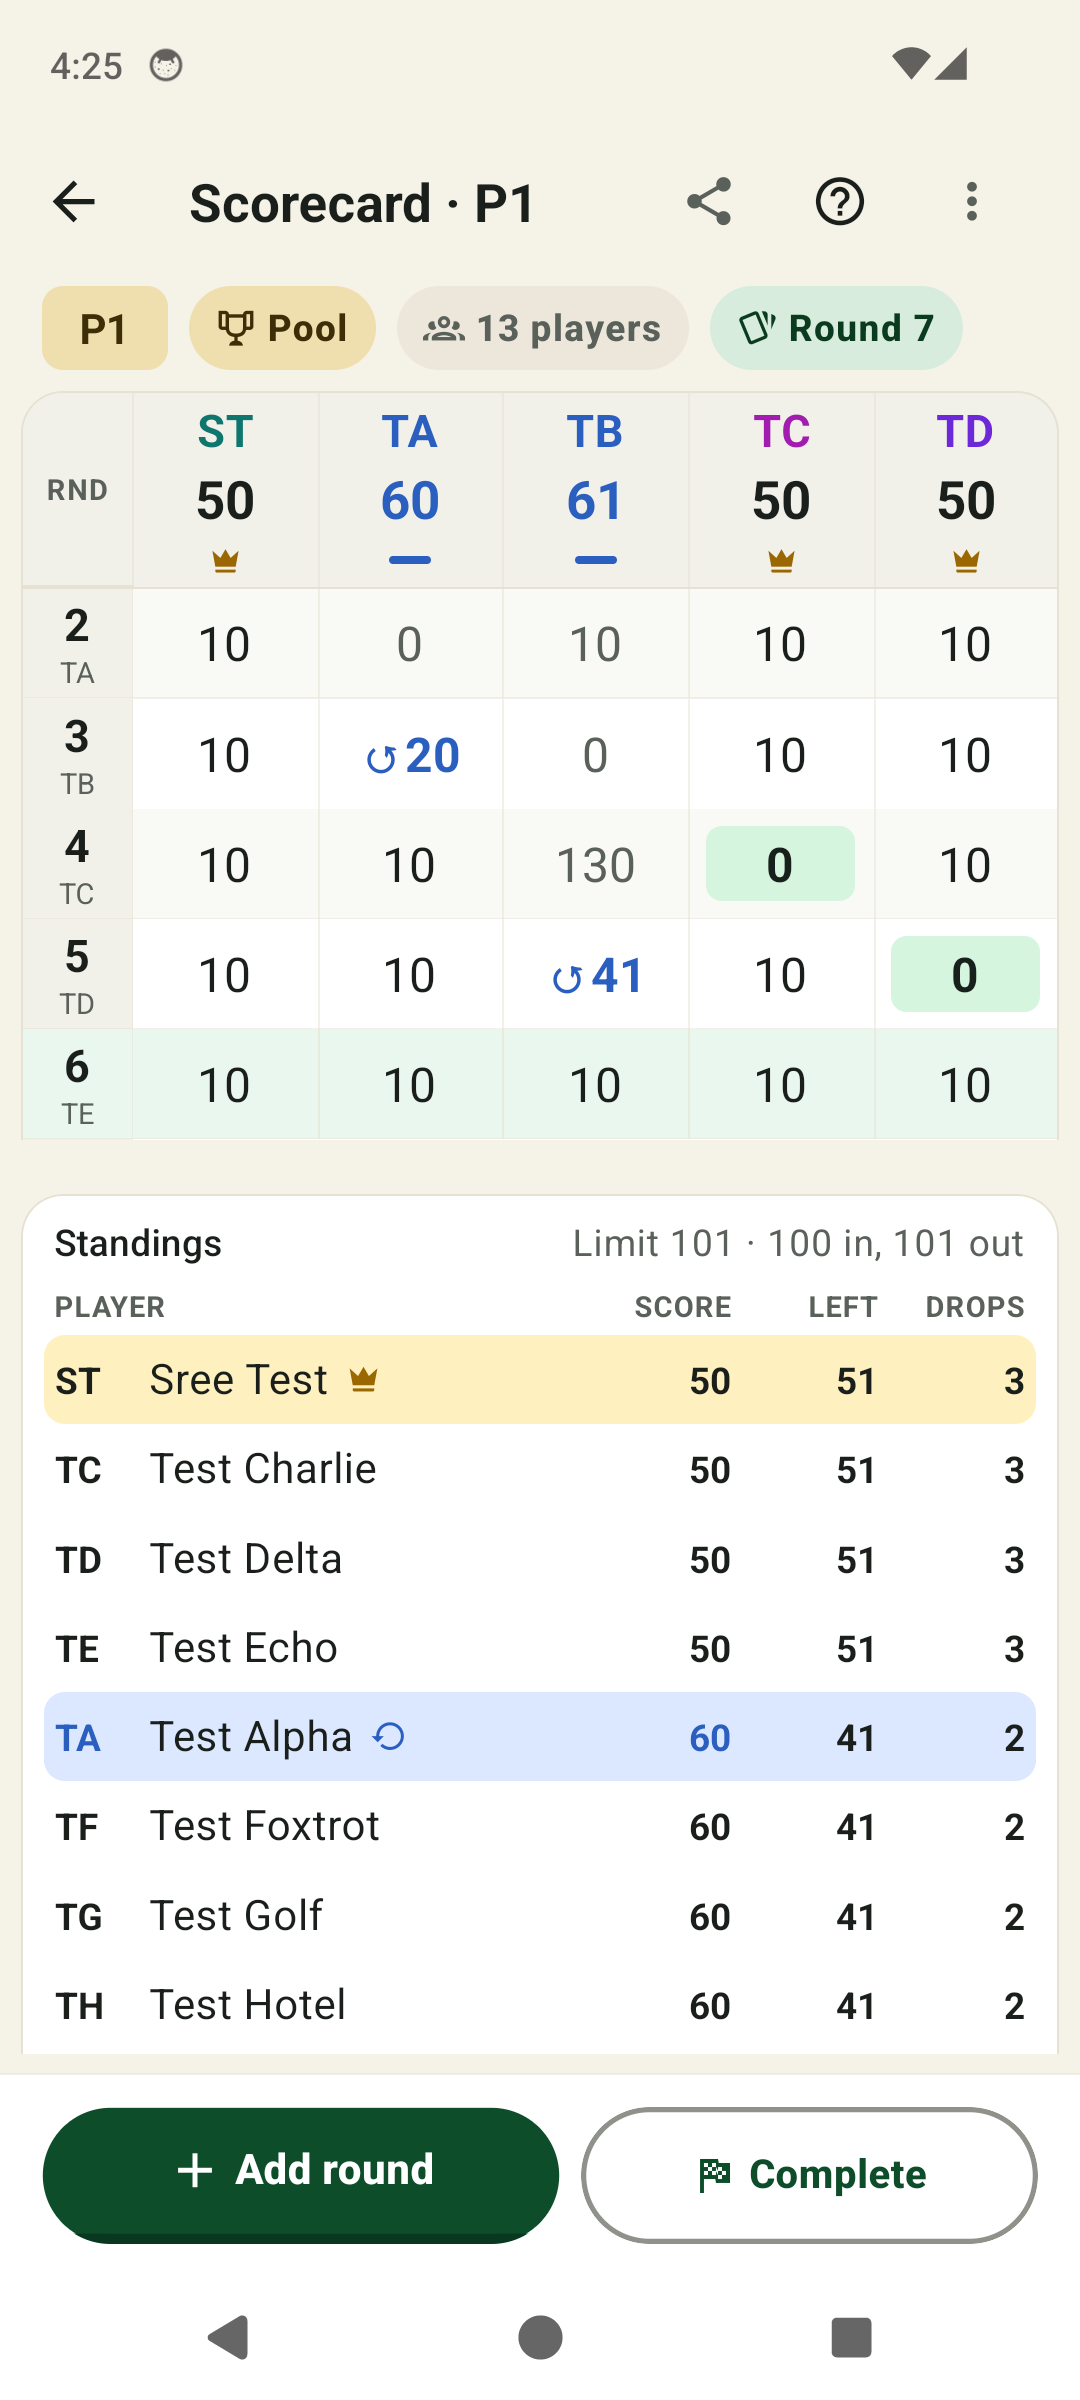 4:25
Scorecard · P1
P1 Pool 13 players Round 7
RND ST TA TB TC TD
50 60 61 50 50
2 TA 10 0 10 10 10
3 TB 10 20 0 10 10
4 TC 10 10 130 0 10
5 TD 10 10 41 10 0
6 TE 10 10 10 10 10
Standings Limit 101 · 100 in, 101 out
PLAYER SCORE LEFT DROPS
ST Sree Test 50 51 3
TC Test Charlie 50 51 3
TD Test Delta 50 51 3
TE Test Echo 50 51 3
TA Test Alpha 60 41 2
TF Test Foxtrot 60 41 2
TG Test Golf 60 41 2
TH Test Hotel 60 41 2
+ Add round Complete